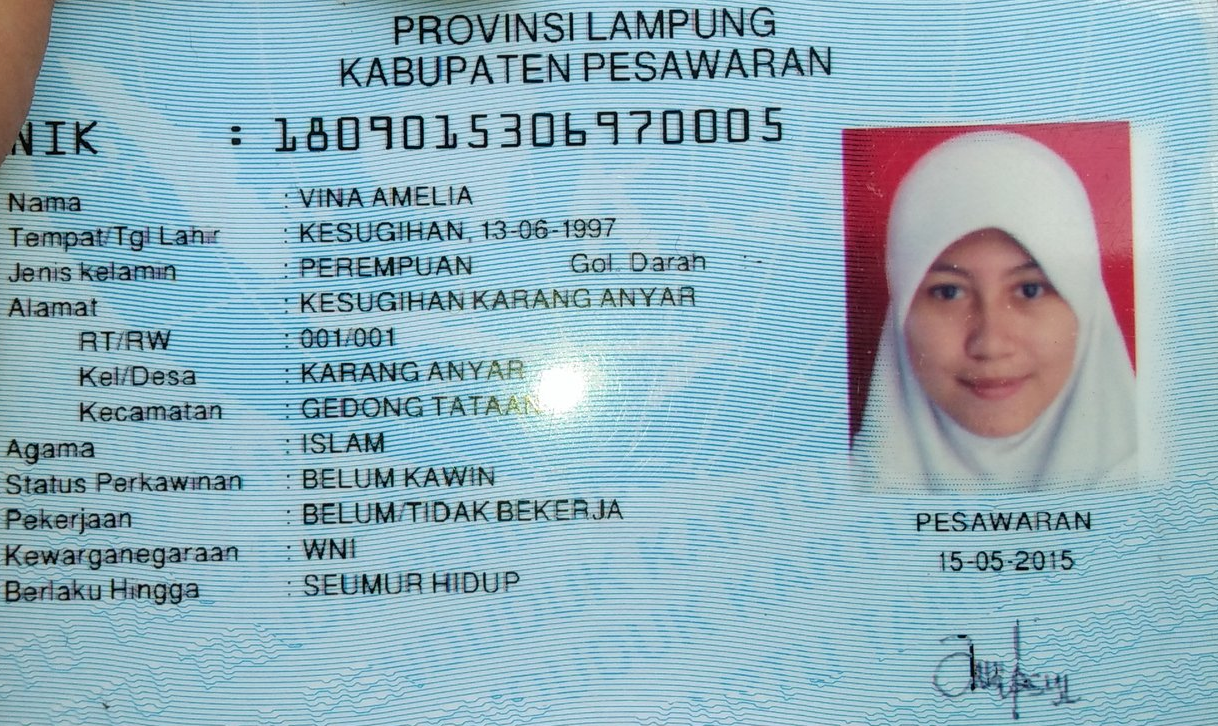 PROVINSI LAMPUNG
KABUPATEN PESAWARAN
NIK : 1809015306970005
Nama : VINA AMELIA
Tempat/Tgl Lahir : KESUGIHAN, 13-06-1997
Jenis kelamin : PEREMPUAN Gol. Darah : -
Alamat : KESUGIHAN KARANG ANYAR
RT/RW : 001/001
Kel/Desa : KARANG ANYAR
Kecamatan : GEDONG TATAAN
Agama : ISLAM
Status Perkawinan : BELUM KAWIN
Pekerjaan : BELUM/TIDAK BEKERJA
Kewarganegaraan : WNI
Berlaku Hingga : SEUMUR HIDUP
PESAWARAN
15-05-2015